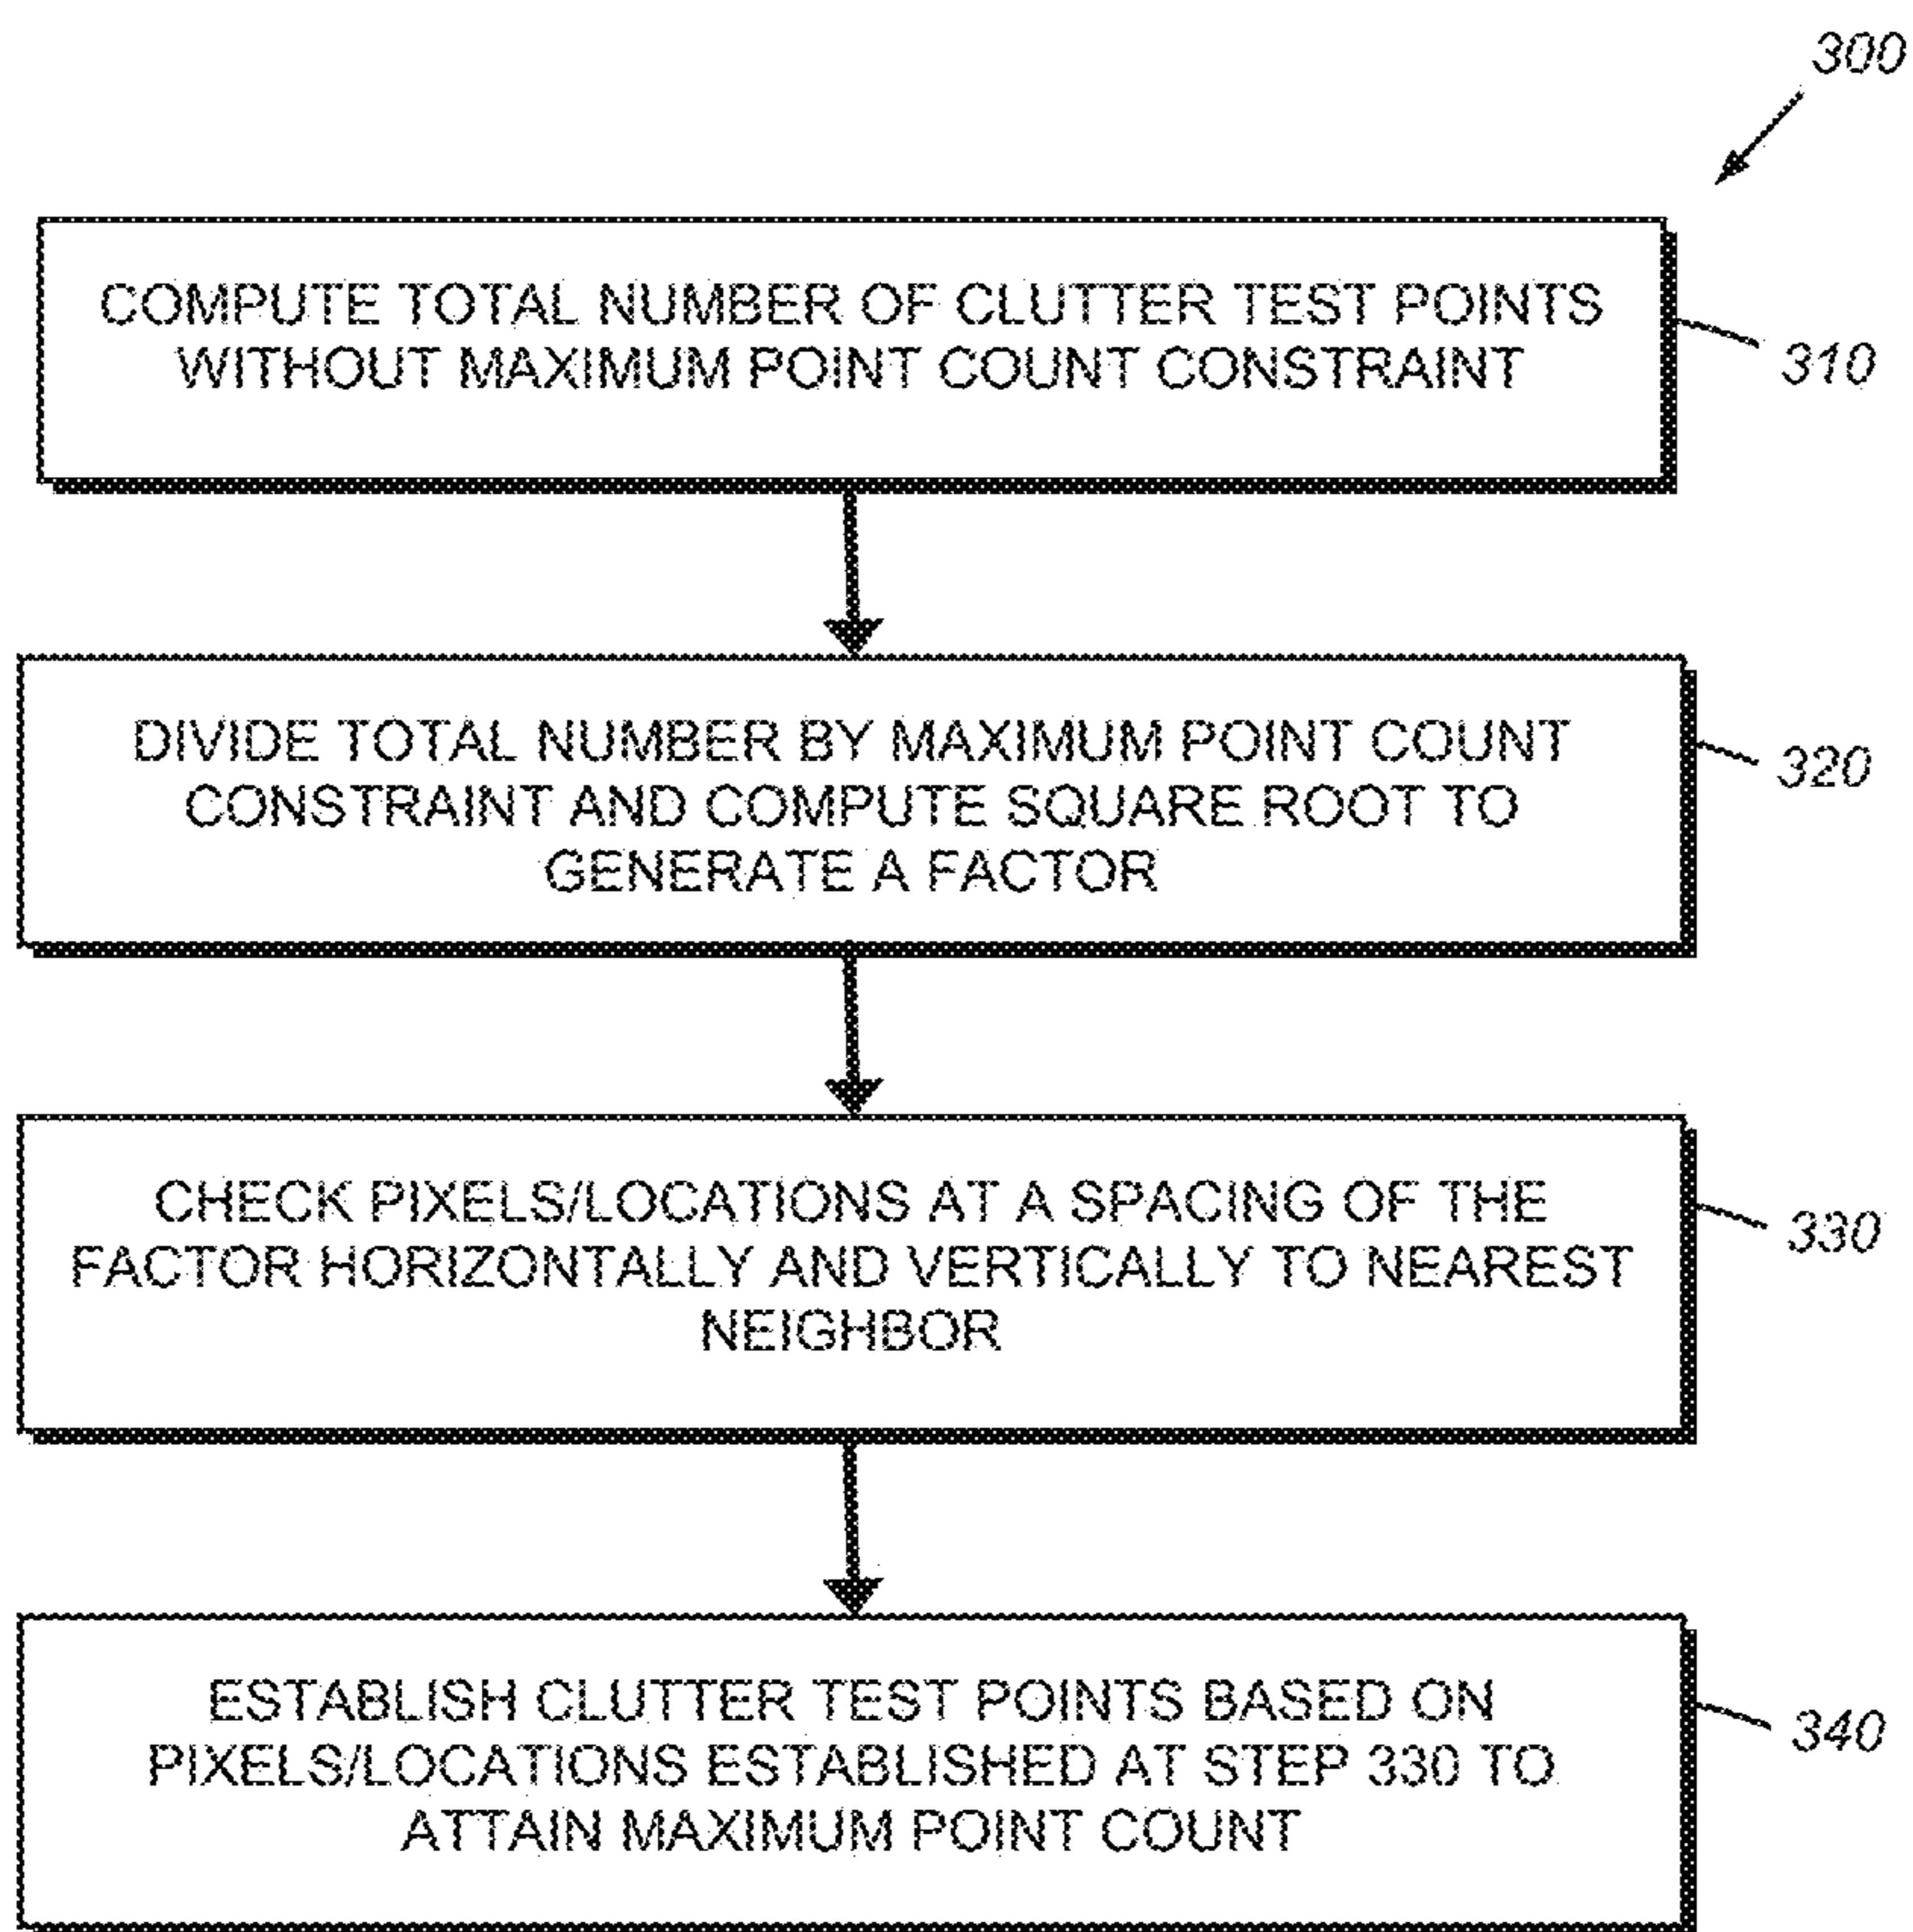 300
COMPUTE TOTAL NUMBER OF CLUTTER TEST POINTS
WITHOUT MAXIMUM POINT COUNT CONSTRAINT
310
DIVIDE TOTAL NUMBER BY MAXIMUM POINT COUNT
CONSTRAINT AND COMPUTE SQUARE ROOT TO
GENERATE A FACTOR
320
CHECK PIXELS/LOCATIONS AT A SPACING OF THE
FACTOR HORIZONTALLY AND VERTICALLY TO NEAREST
NEIGHBOR
330
ESTABLISH CLUTTER TEST POINTS BASED ON
PIXELS/LOCATIONS ESTABLISHED AT STEP 330 TO
ATTAIN MAXIMUM POINT COUNT
340